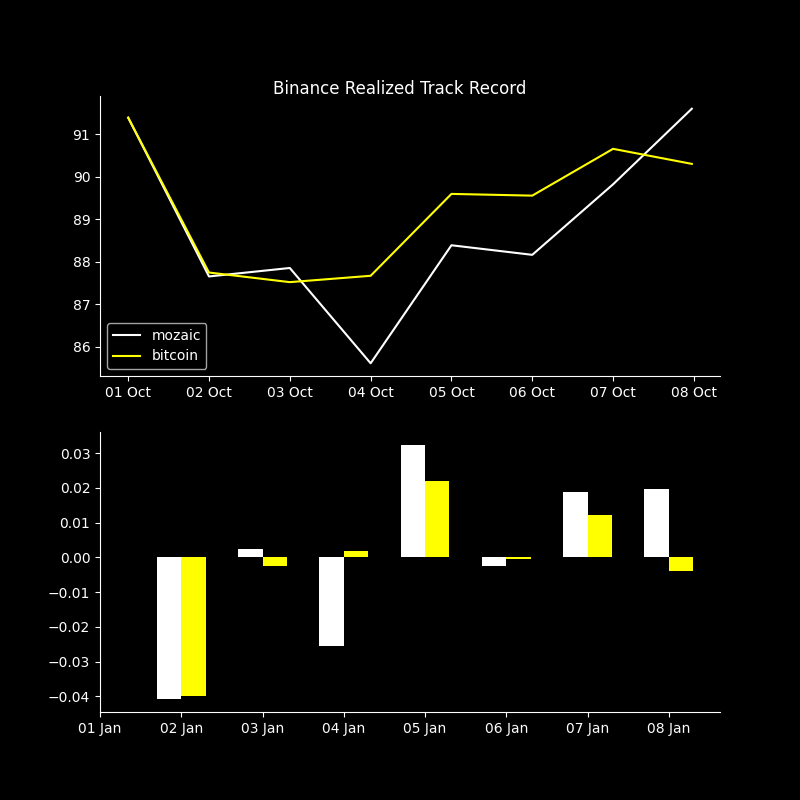 Binance Realized Track Record
91
90
89
88
87
86
mozaic
bitcoin
01 Oct 02 Oct 03 Oct 04 Oct 05 Oct 06 Oct 07 Oct 08 Oct
0.03
0.02
0.01
0.00
−0.01
−0.02
−0.03
−0.04
01 Jan 02 Jan 03 Jan 04 Jan 05 Jan 06 Jan 07 Jan 08 Jan